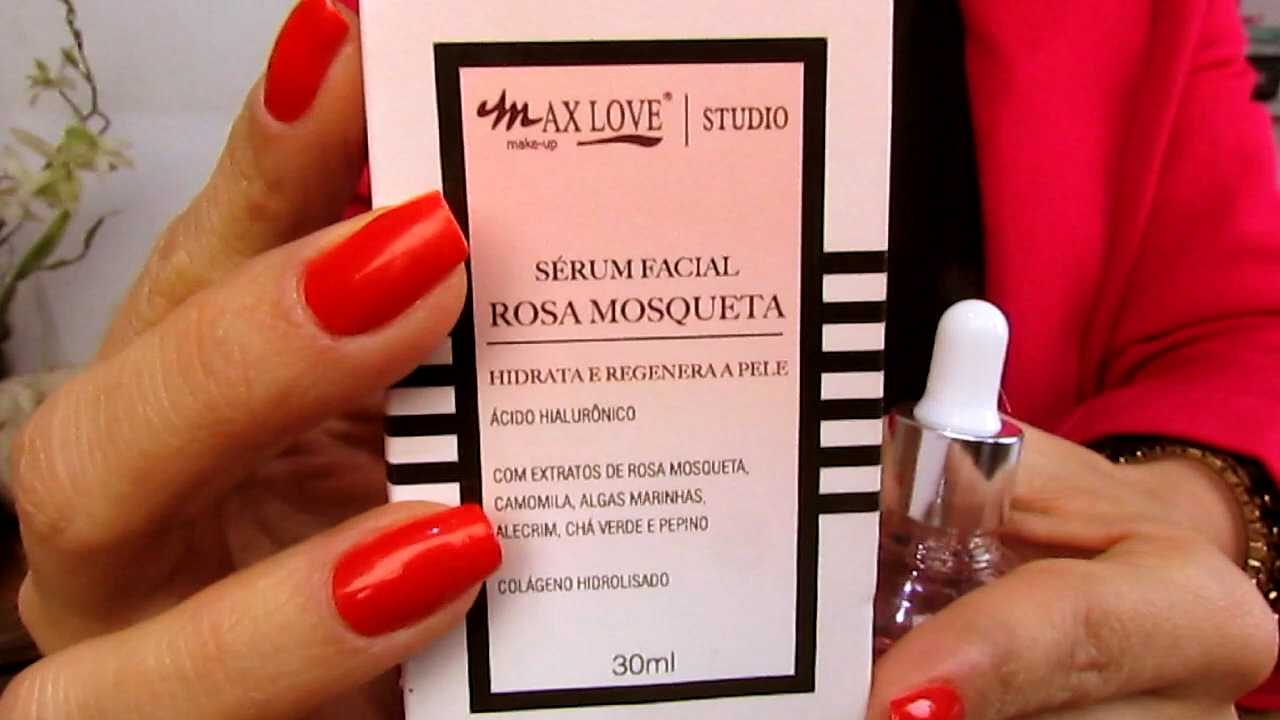 MAX LOVE® | STUDIO
make-up
SÉRUM FACIAL
ROSA MOSQUETA
HIDRATA E REGENERA A PELE
ÁCIDO HIALURÔNICO
COM EXTRATOS DE ROSA MOSQUETA,
CAMOMILA, ALGAS MARINHAS,
ALECRIM, CHÁ VERDE E PEPINO
COLÁGENO HIDROLISADO
30ml